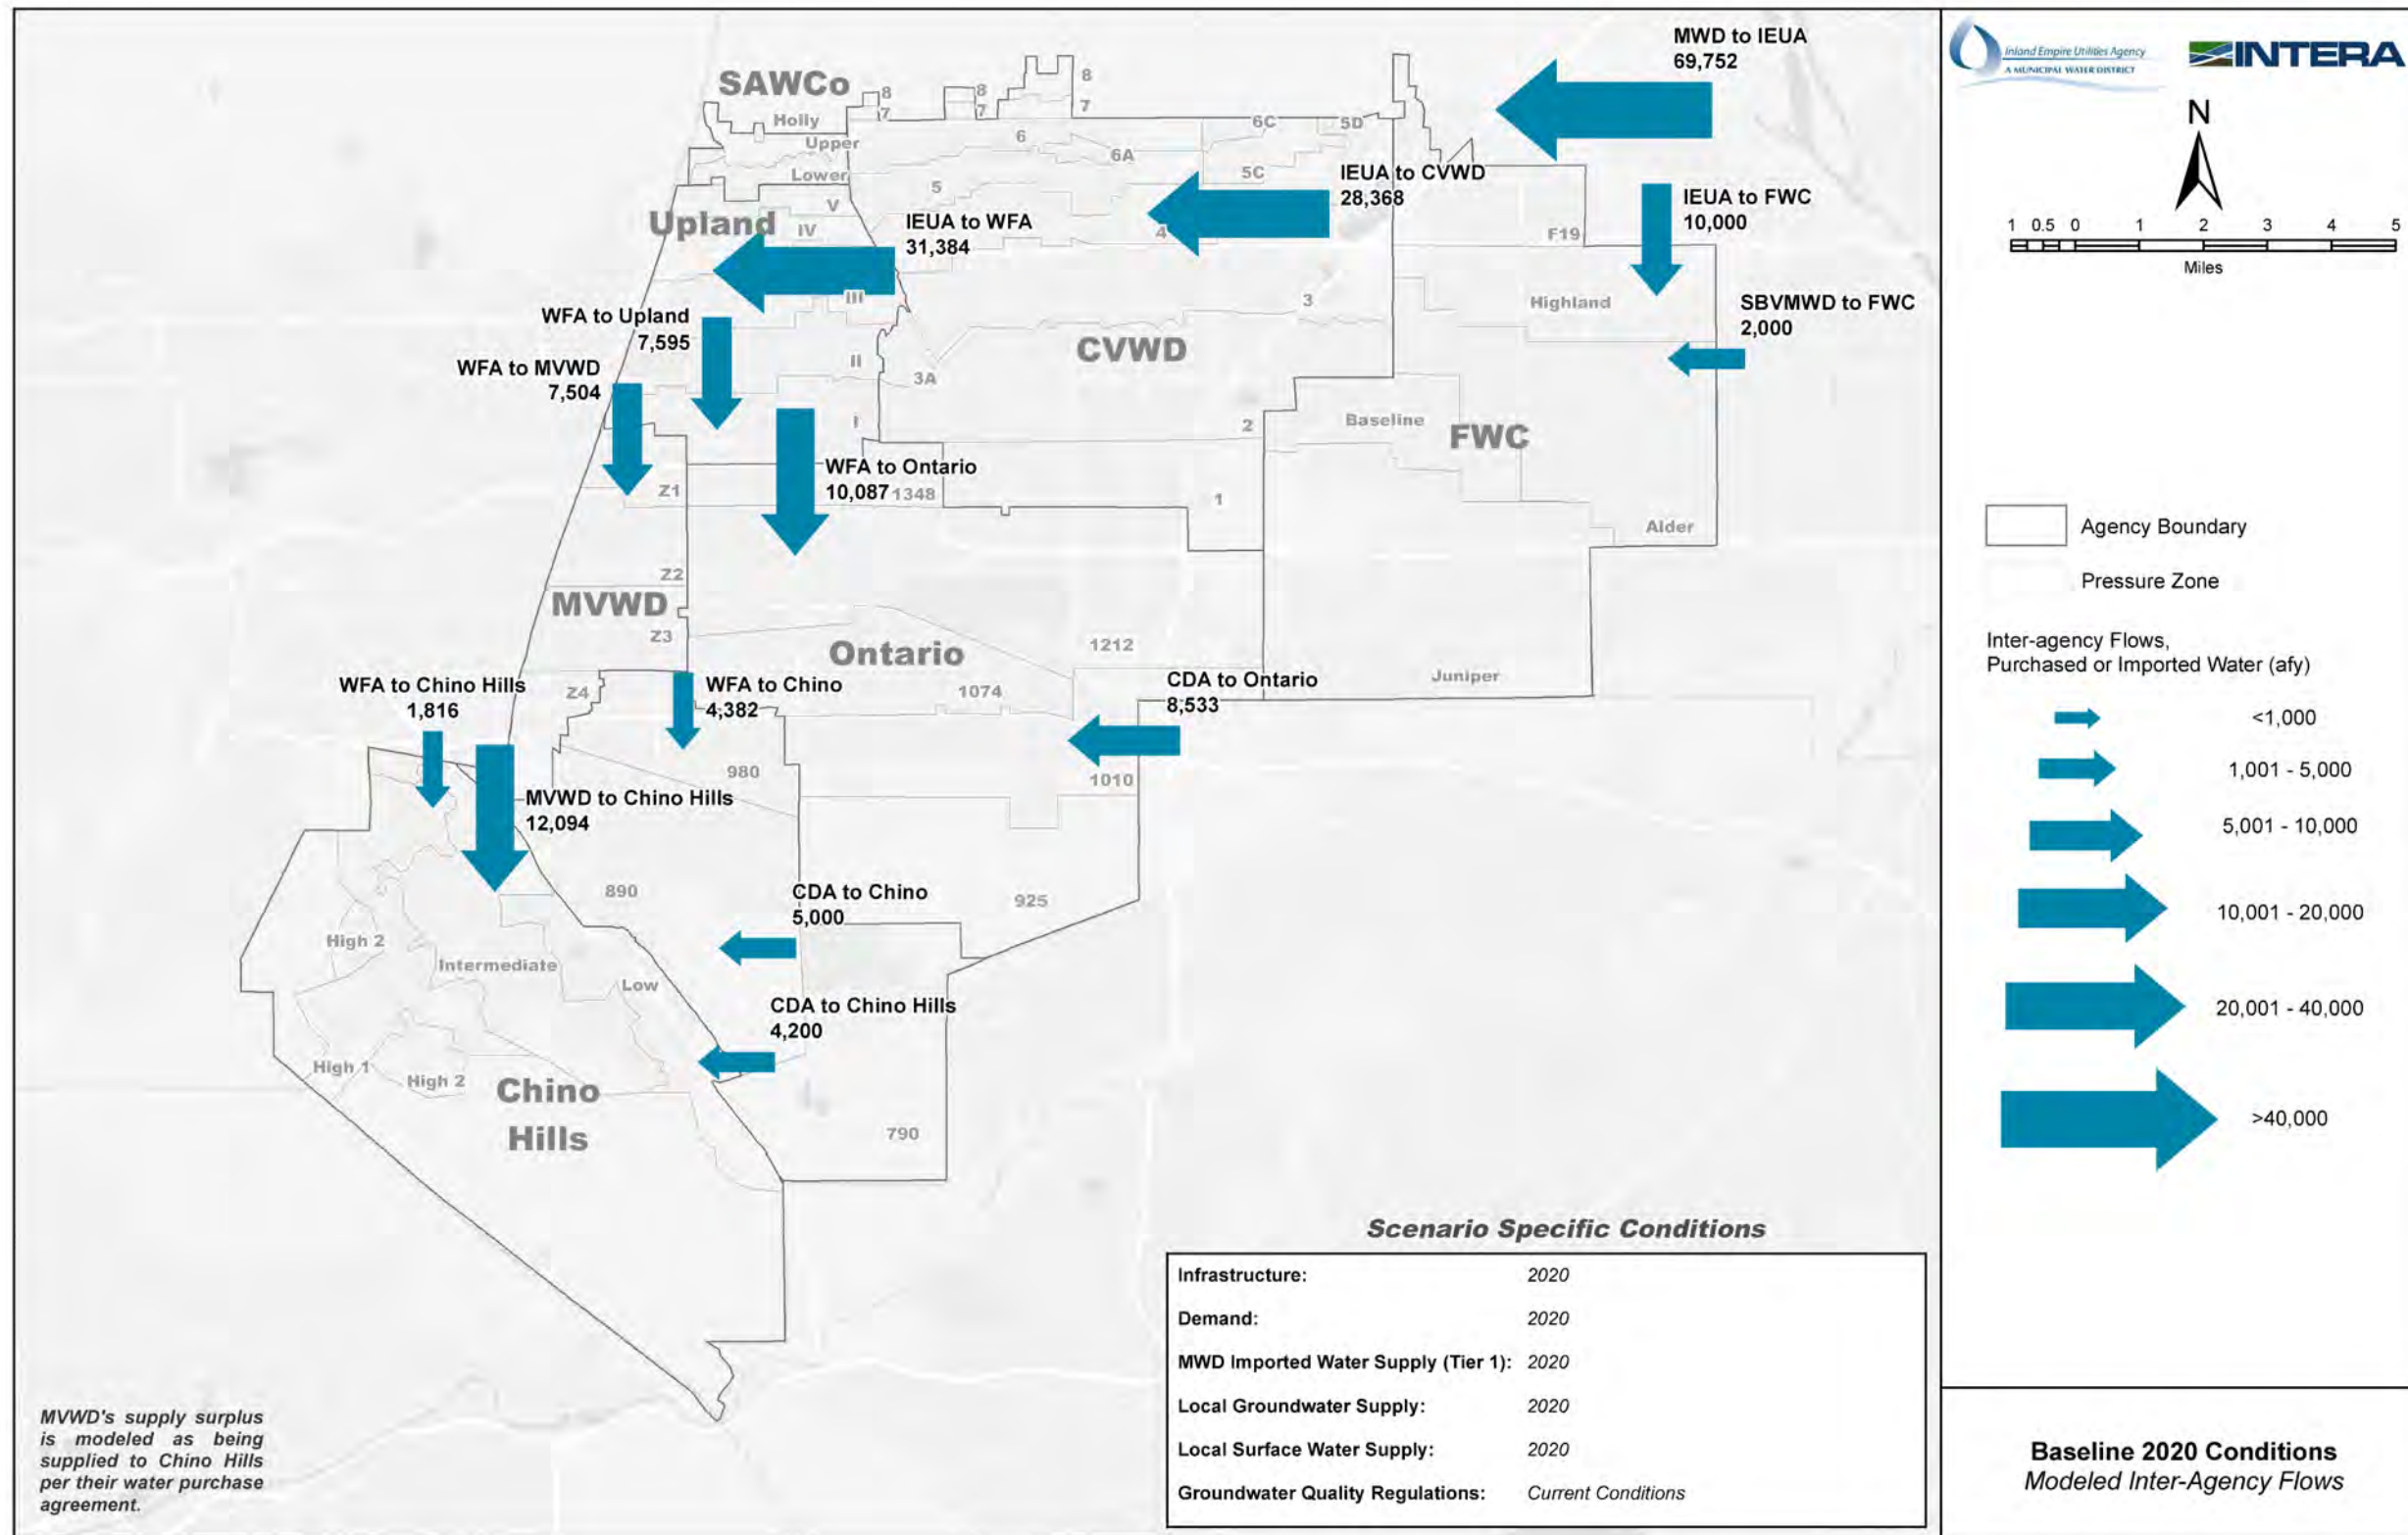 MWD to IEUA
69,752
SAWCo
8
8
8
7
7
7
Holly
Upper
Lower
6
6A
6C
5D
5C
5
4
IEUA to CVWD
28,368
IEUA to FWC
10,000
Upland
V
IV
IEUA to WFA
31,384
F19
III
WFA to Upland
7,595
3
Highland
SBVMWD to FWC
2,000
WFA to MVWD
7,504
II
3A
CVWD
I
2
Baseline
FWC
WFA to Ontario
10,087
1348
Z1
1
Alder
Z2
MVWD
Z3
Ontario
1212
WFA to Chino Hills
1,816
Z4
WFA to Chino
4,382
1074
CDA to Ontario
8,533
Juniper
980
1010
MVWD to Chino Hills
12,094
890
CDA to Chino
5,000
925
High 2
Intermediate
Low
CDA to Chino Hills
4,200
High 1
High 2
Chino
Hills
790
MVWD's supply surplus
is modeled as being
supplied to Chino Hills
per their water purchase
agreement.
Scenario Specific Conditions
Infrastructure: 2020
Demand: 2020
MWD Imported Water Supply (Tier 1): 2020
Local Groundwater Supply: 2020
Local Surface Water Supply: 2020
Groundwater Quality Regulations: Current Conditions
Inland Empire Utilities Agency
A MUNICIPAL WATER DISTRICT
INTERA
N
1 0.5 0 1 2 3 4 5
Miles
Agency Boundary
Pressure Zone
Inter-agency Flows,
Purchased or Imported Water (afy)
<1,000
1,001 - 5,000
5,001 - 10,000
10,001 - 20,000
20,001 - 40,000
>40,000
Baseline 2020 Conditions
Modeled Inter-Agency Flows